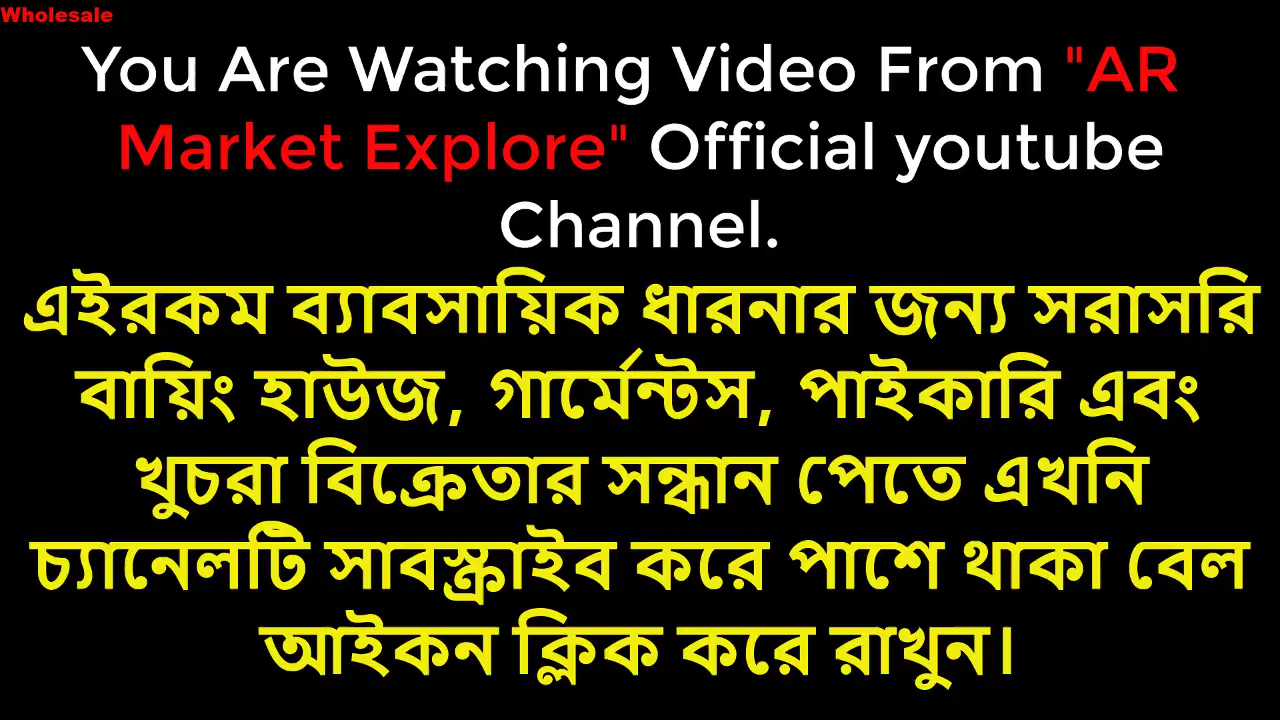 Wholesale
You Are Watching Video From "AR
Market Explore" Official youtube
Channel.
এইরকম ব্যাবসায়িক ধারনার জন্য সরাসরি
বায়িং হাউজ, গার্মেন্টস, পাইকারি এবং
খুচরা বিক্রেতার সন্ধান পেতে এখনি
চ্যানেলটি সাবস্ক্রাইব করে পাশে থাকা বেল
আইকন ক্লিক করে রাখুন।